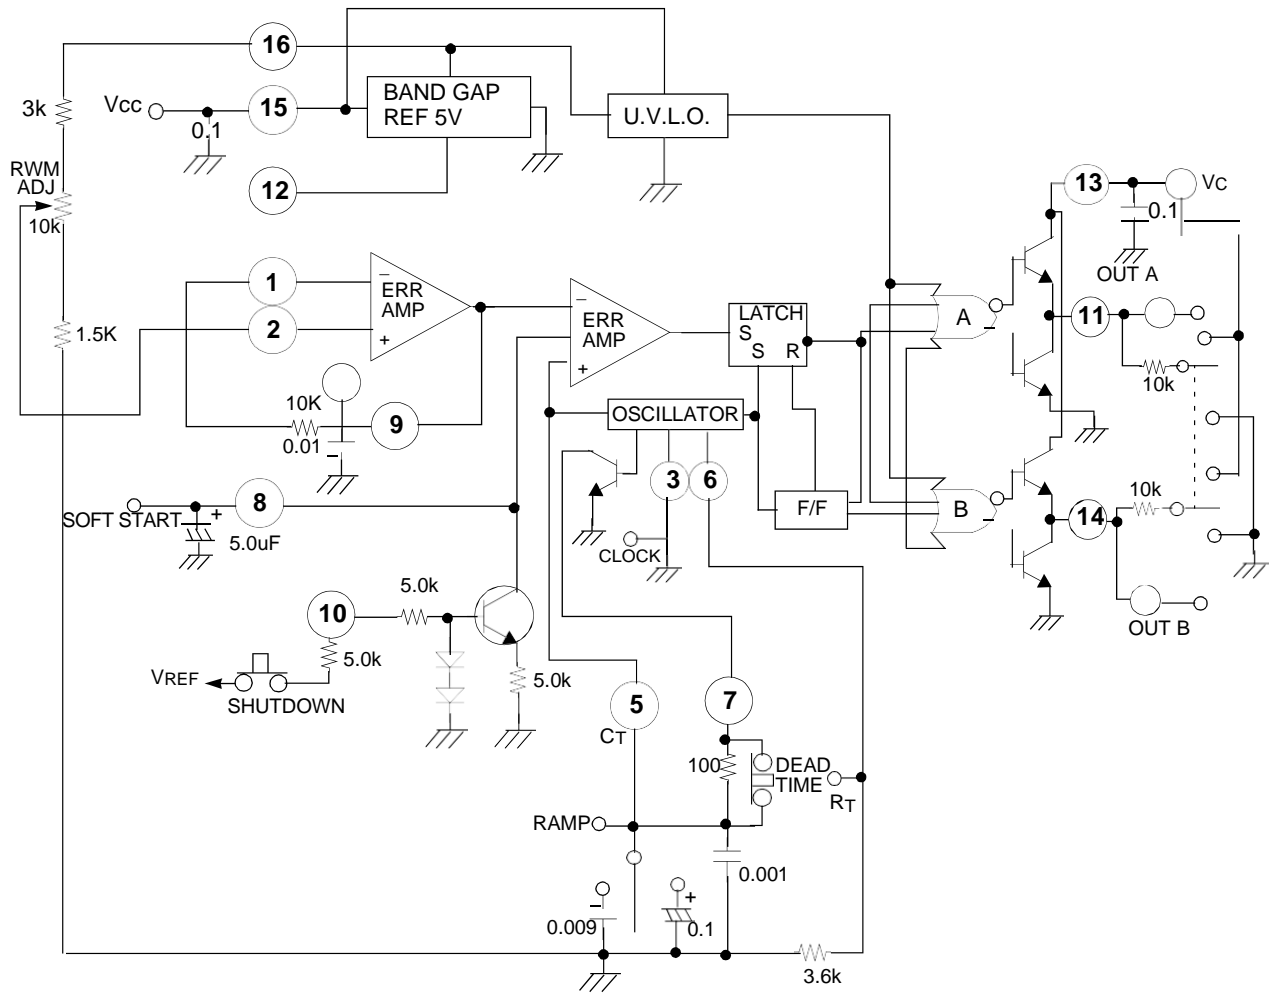 16
3k
Vcc
15
BAND GAP
REF 5V
U.V.L.O.
0.1
RWM
ADJ
10k
12
13
Vc
0.1
OUT A
1
ERR
AMP
−
+
2
1.5K
−
ERR
AMP
+
LATCH
S
S R
A
11
10k
10K
9
0.01
−
OSCILLATOR
3
6
F/F
B
10k
14
8
SOFT START
+
5.0uF
CLOCK
5.0k
10
5.0k
VREF
SHUTDOWN
5.0k
OUT B
5
CT
7
100
DEAD
TIME
RT
RAMP
0.001
−
0.009
+
0.1
3.6k